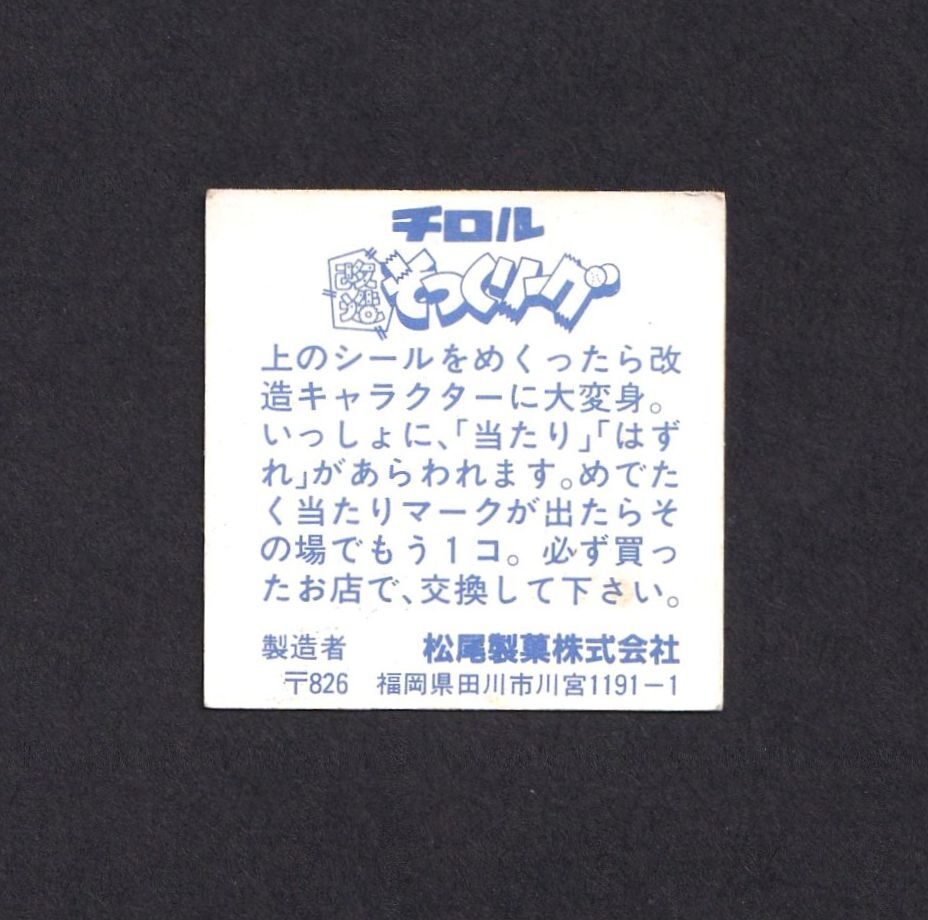 チロル
改造そっくリーグ
上のシールをめくったら改
造キャラクターに大変身。
いっしょに、「当たり」「はず
れ」があらわれます。めでた
く当たりマークが出たらそ
の場でもう1コ。必ず買っ
たお店で、交換して下さい。
製造者 松尾製菓株式会社
〒826 福岡県田川市川宮1191−1